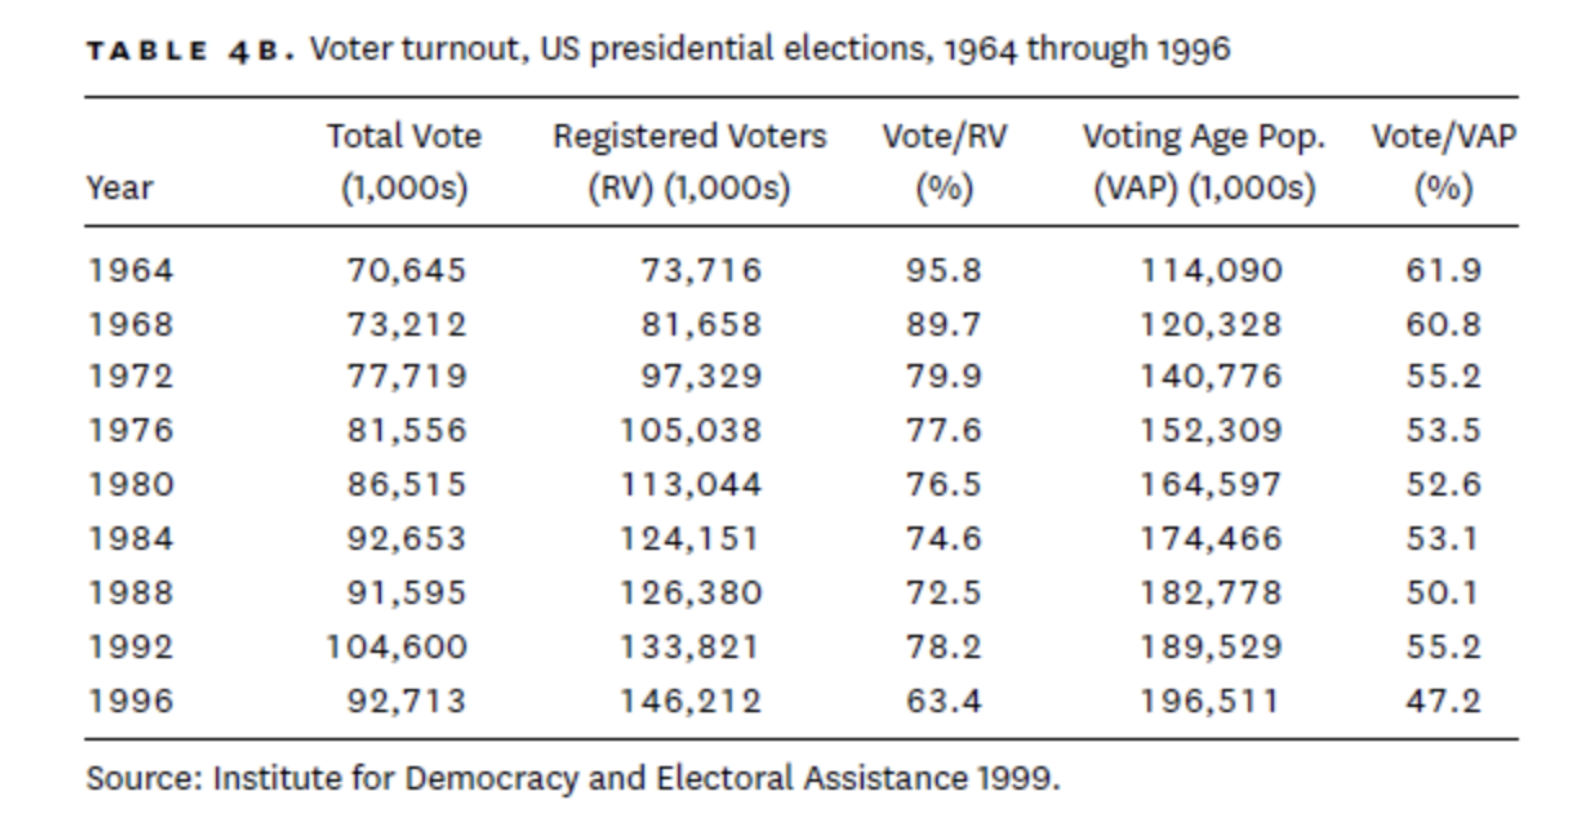 TABLE 4B. Voter turnout, US presidential elections, 1964 through 1996
Total Vote Registered Voters Vote/RV Voting Age Pop. Vote/VAP
Year (1,000s) (RV) (1,000s) (%) (VAP) (1,000s) (%)
1964 70,645 73,716 95.8 114,090 61.9
1968 73,212 81,658 89.7 120,328 60.8
1972 77,719 97,329 79.9 140,776 55.2
1976 81,556 105,038 77.6 152,309 53.5
1980 86,515 113,044 76.5 164,597 52.6
1984 92,653 124,151 74.6 174,466 53.1
1988 91,595 126,380 72.5 182,778 50.1
1992 104,600 133,821 78.2 189,529 55.2
1996 92,713 146,212 63.4 196,511 47.2
Source: Institute for Democracy and Electoral Assistance 1999.